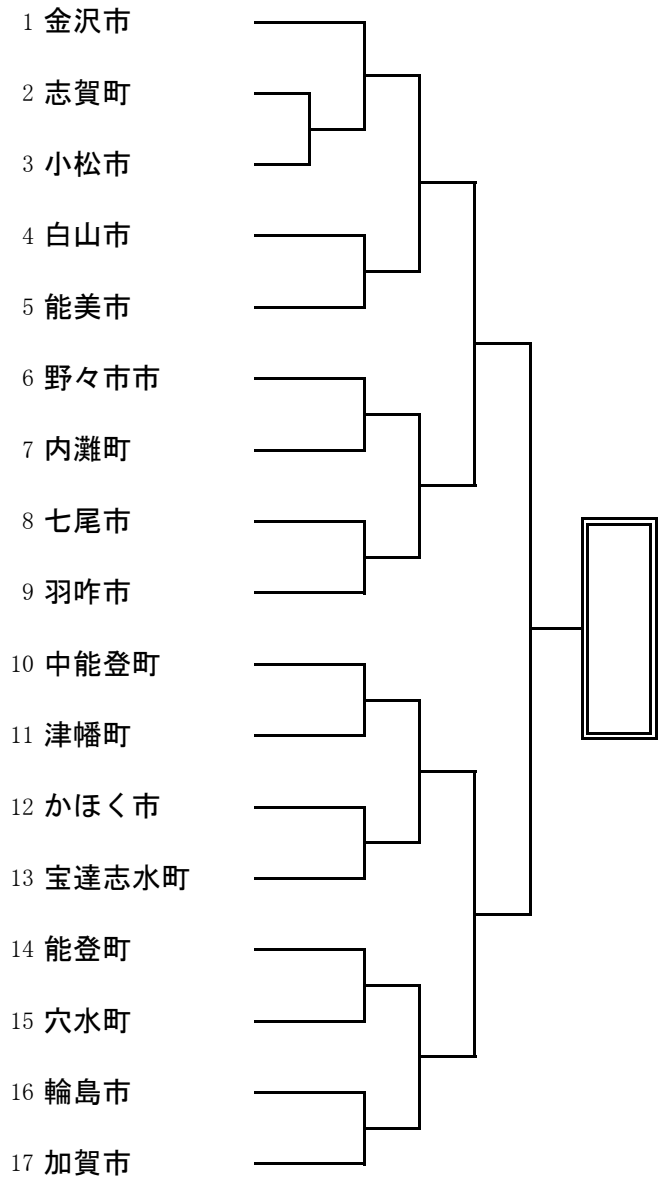 1 金沢市
2 志賀町
3 小松市
4 白山市
5 能美市
6 野々市市
7 内灘町
8 七尾市
9 羽咋市
10 中能登町
11 津幡町
12 かほく市
13 宝達志水町
14 能登町
15 穴水町
16 輪島市
17 加賀市